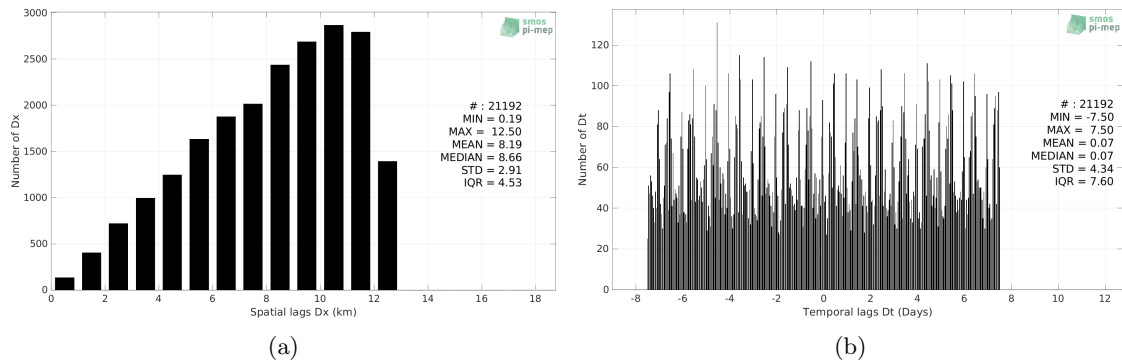 3000
2500
2000
1500
1000
500
0
Number of Dx
0 2 4 6 8 10 12 14 16 18
Spatial lags Dx (km)
smos
pi-mep
# : 21192
MIN = 0.19
MAX = 12.50
MEAN = 8.19
MEDIAN = 8.66
STD = 2.91
IQR = 4.53
(a)
120
100
80
60
40
20
0
Number of Dt
-8 -6 -4 -2 0 2 4 6 8 10 12
Temporal lags Dt (Days)
smos
pi-mep
# : 21192
MIN = -7.50
MAX = 7.50
MEAN = 0.07
MEDIAN = 0.07
STD = 4.34
IQR = 7.60
(b)